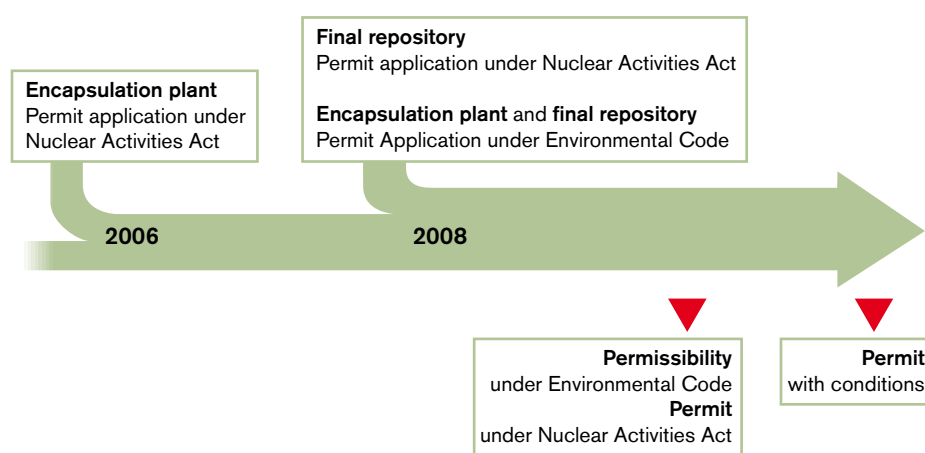 Final repository
Permit application under Nuclear Activities Act
Encapsulation plant and final repository
Permit Application under Environmental Code
Encapsulation plant
Permit application under
Nuclear Activities Act
2006
2008
Permissibility
under Environmental Code
Permit
under Nuclear Activities Act
Permit
with conditions